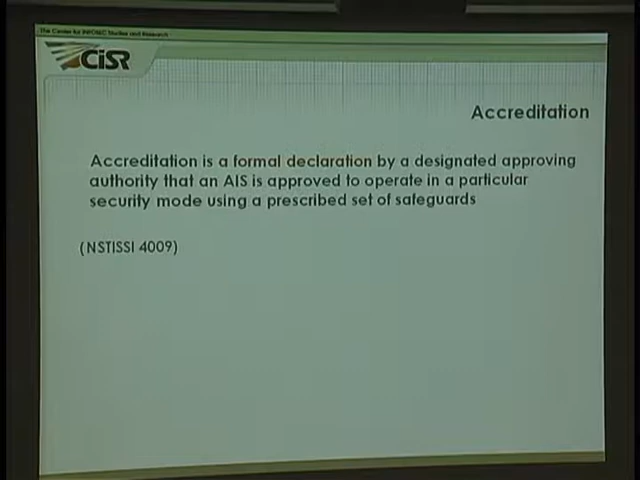 The Center for INFOSEC Studies and Research
CISR
Accreditation
Accreditation is a formal declaration by a designated approving
authority that an AIS is approved to operate in a particular
security mode using a prescribed set of safeguards
(NSTISSI 4009)